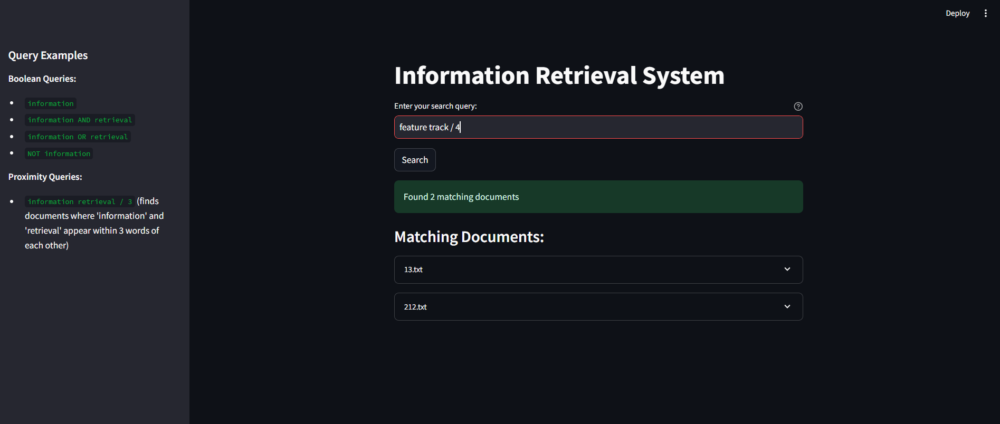 Deploy
Query Examples
Boolean Queries:
information
information AND retrieval
information OR retrieval
NOT information
Proximity Queries:
information retrieval / 3 (finds
documents where 'information' and
'retrieval' appear within 3 words of
each other)
Information Retrieval System
Enter your search query:
feature track / 4
Search
Found 2 matching documents
Matching Documents:
13.txt
212.txt